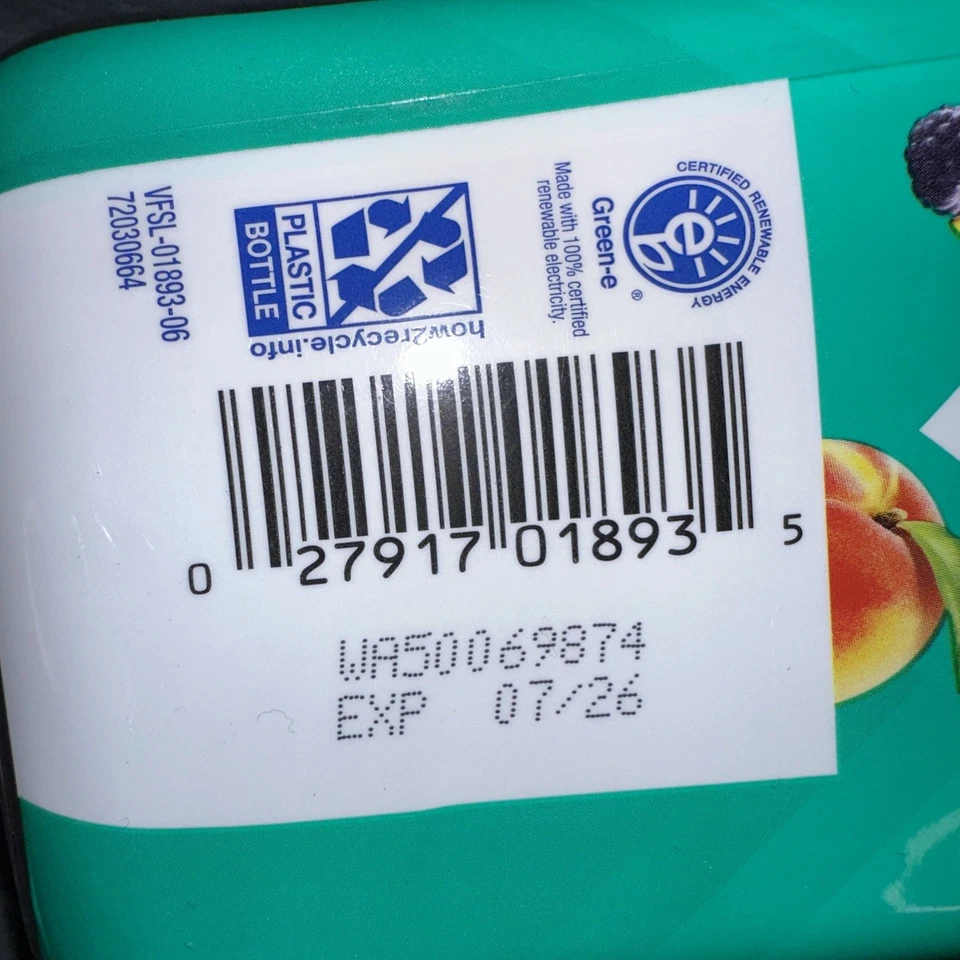 VFSL-01893-06
72030664
PLASTIC
BOTTLE
how2recycle.info
CERTIFIED RENEWABLE ENERGY
e
Green-e®
Made with 100% certified
renewable electricity.
0 27917 01893 5
WA50069874
EXP 07/26